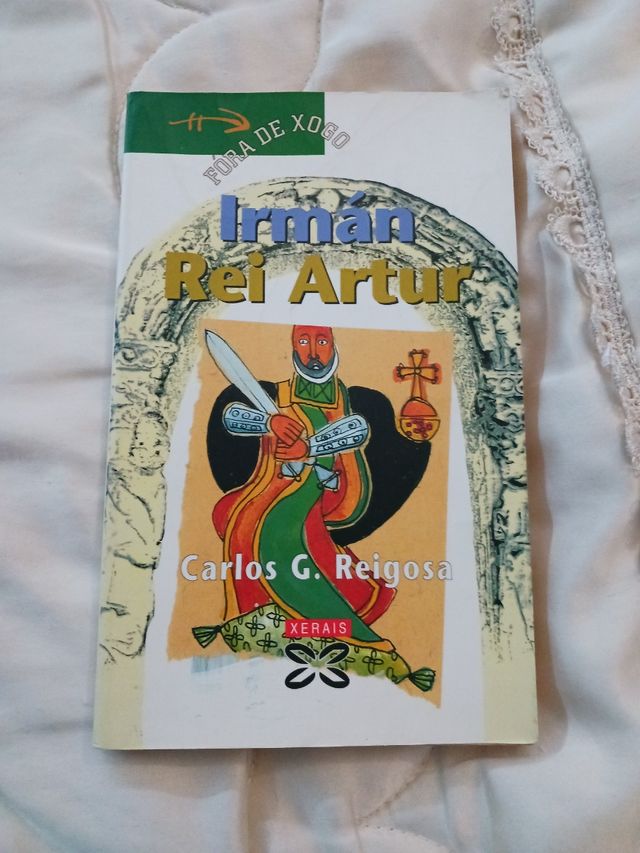 FÓRA DE XOGO
Irmán
Rei Artur
Carlos G. Reigosa
XERAIS